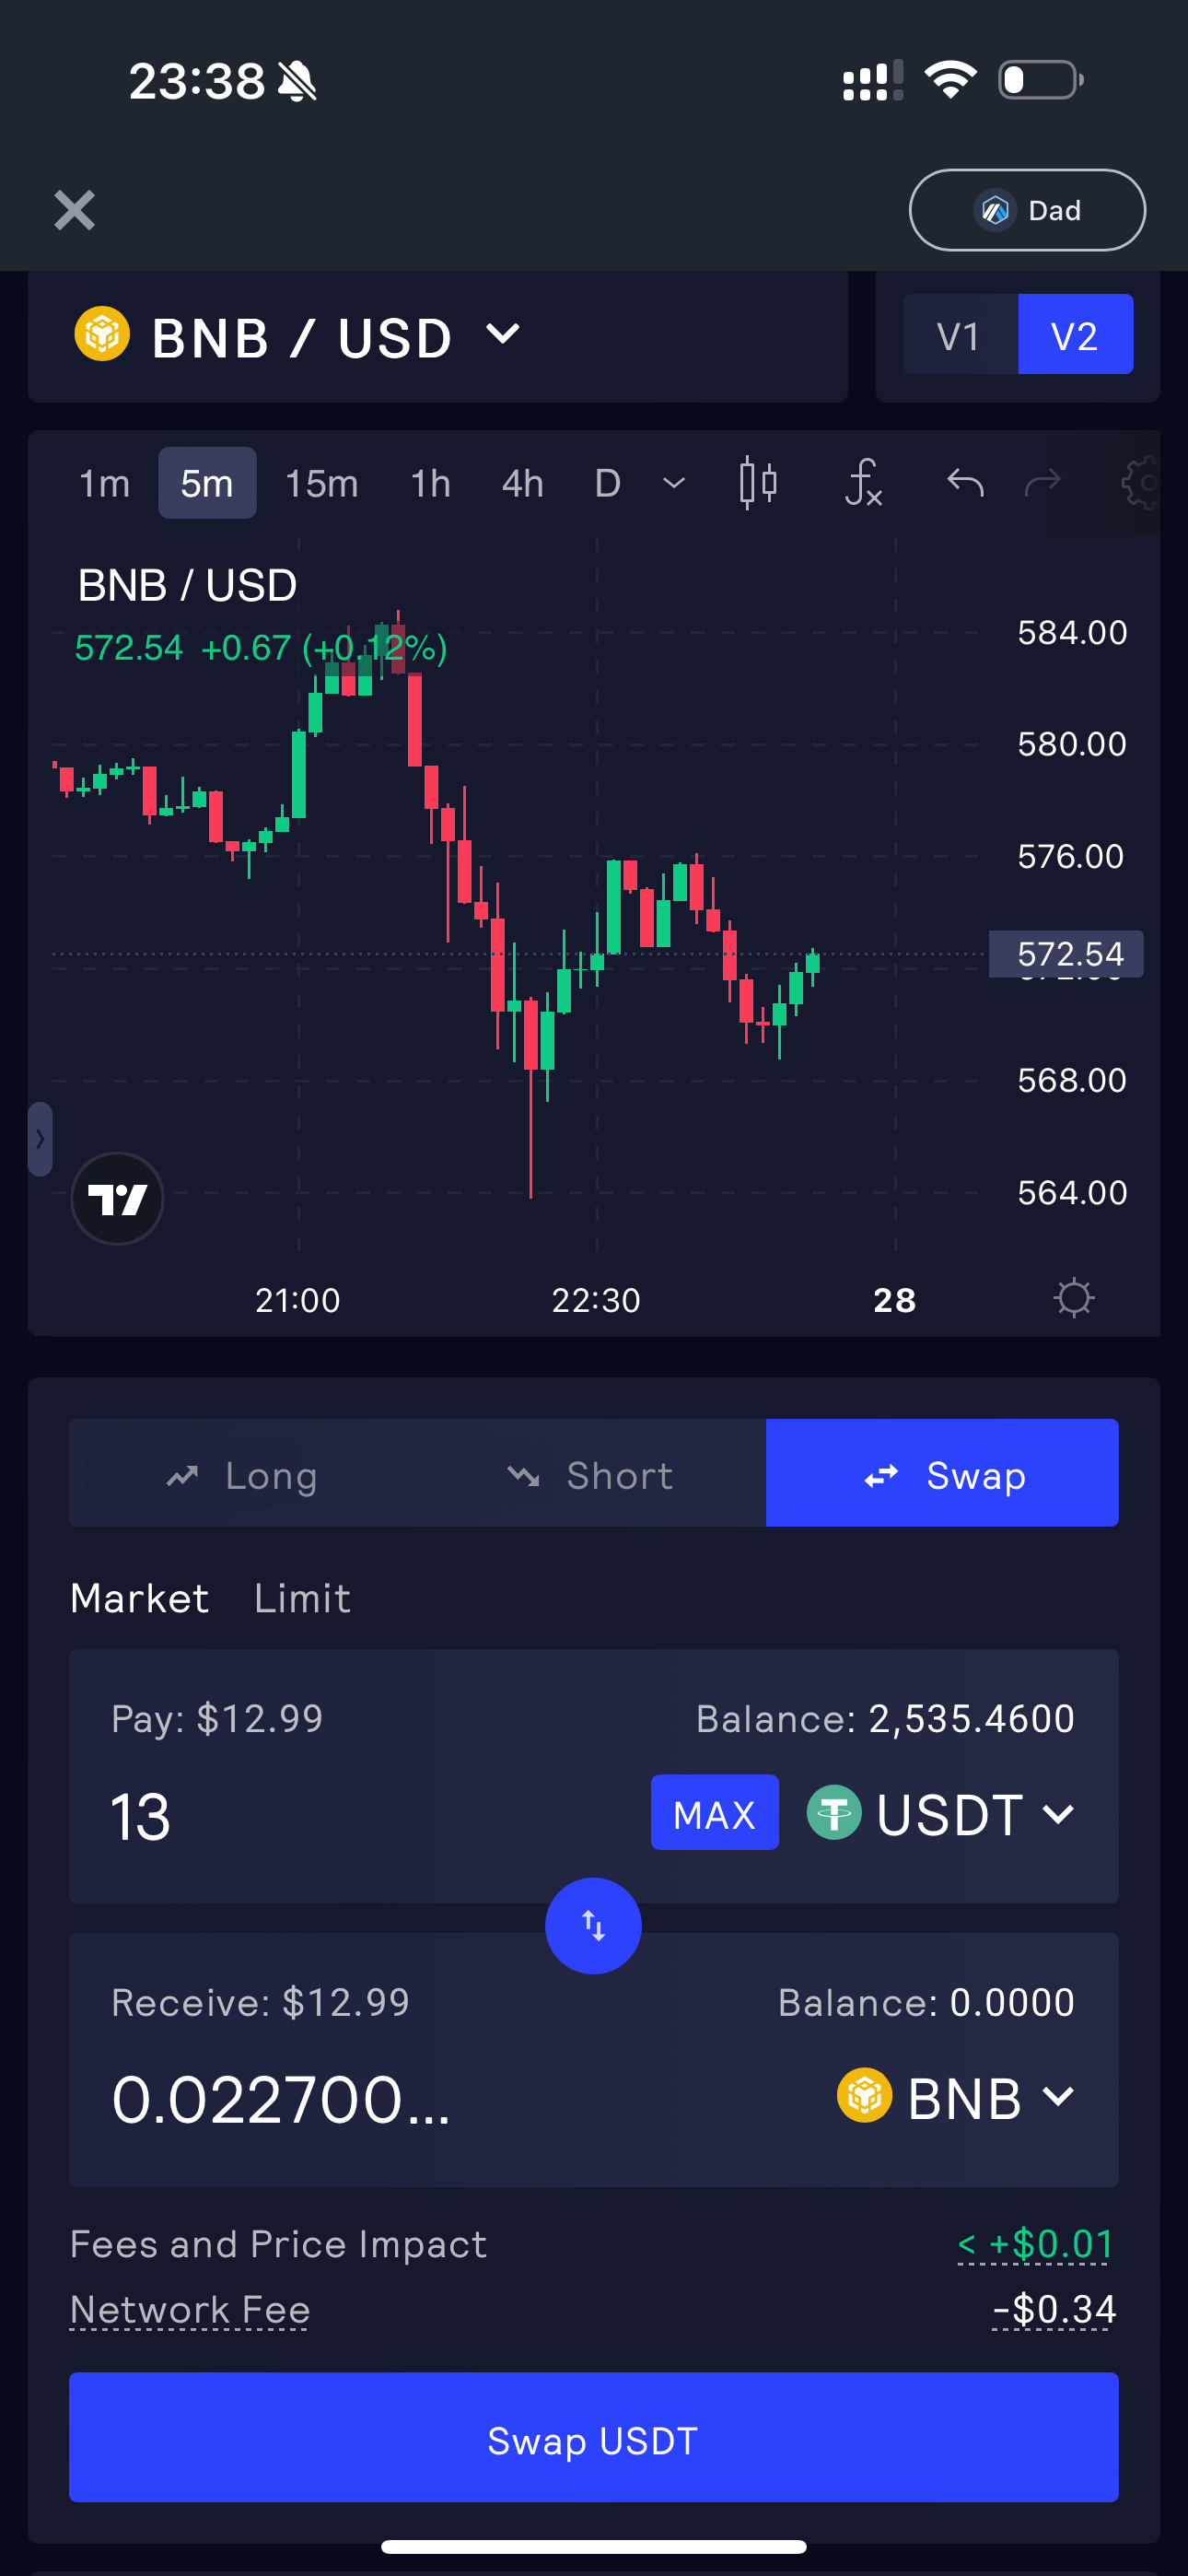 23:38
Dad
BNB / USD
V1 V2
1m 5m 15m 1h 4h D
BNB / USD
572.54 +0.67 (+0.12%)
584.00
580.00
576.00
572.54
568.00
564.00
21:00 22:30 28
Long Short Swap
Market Limit
Pay: $12.99 Balance: 2,535.4600
13 MAX USDT
Receive: $12.99 Balance: 0.0000
0.022700... BNB
Fees and Price Impact < +$0.01
Network Fee -$0.34
Swap USDT